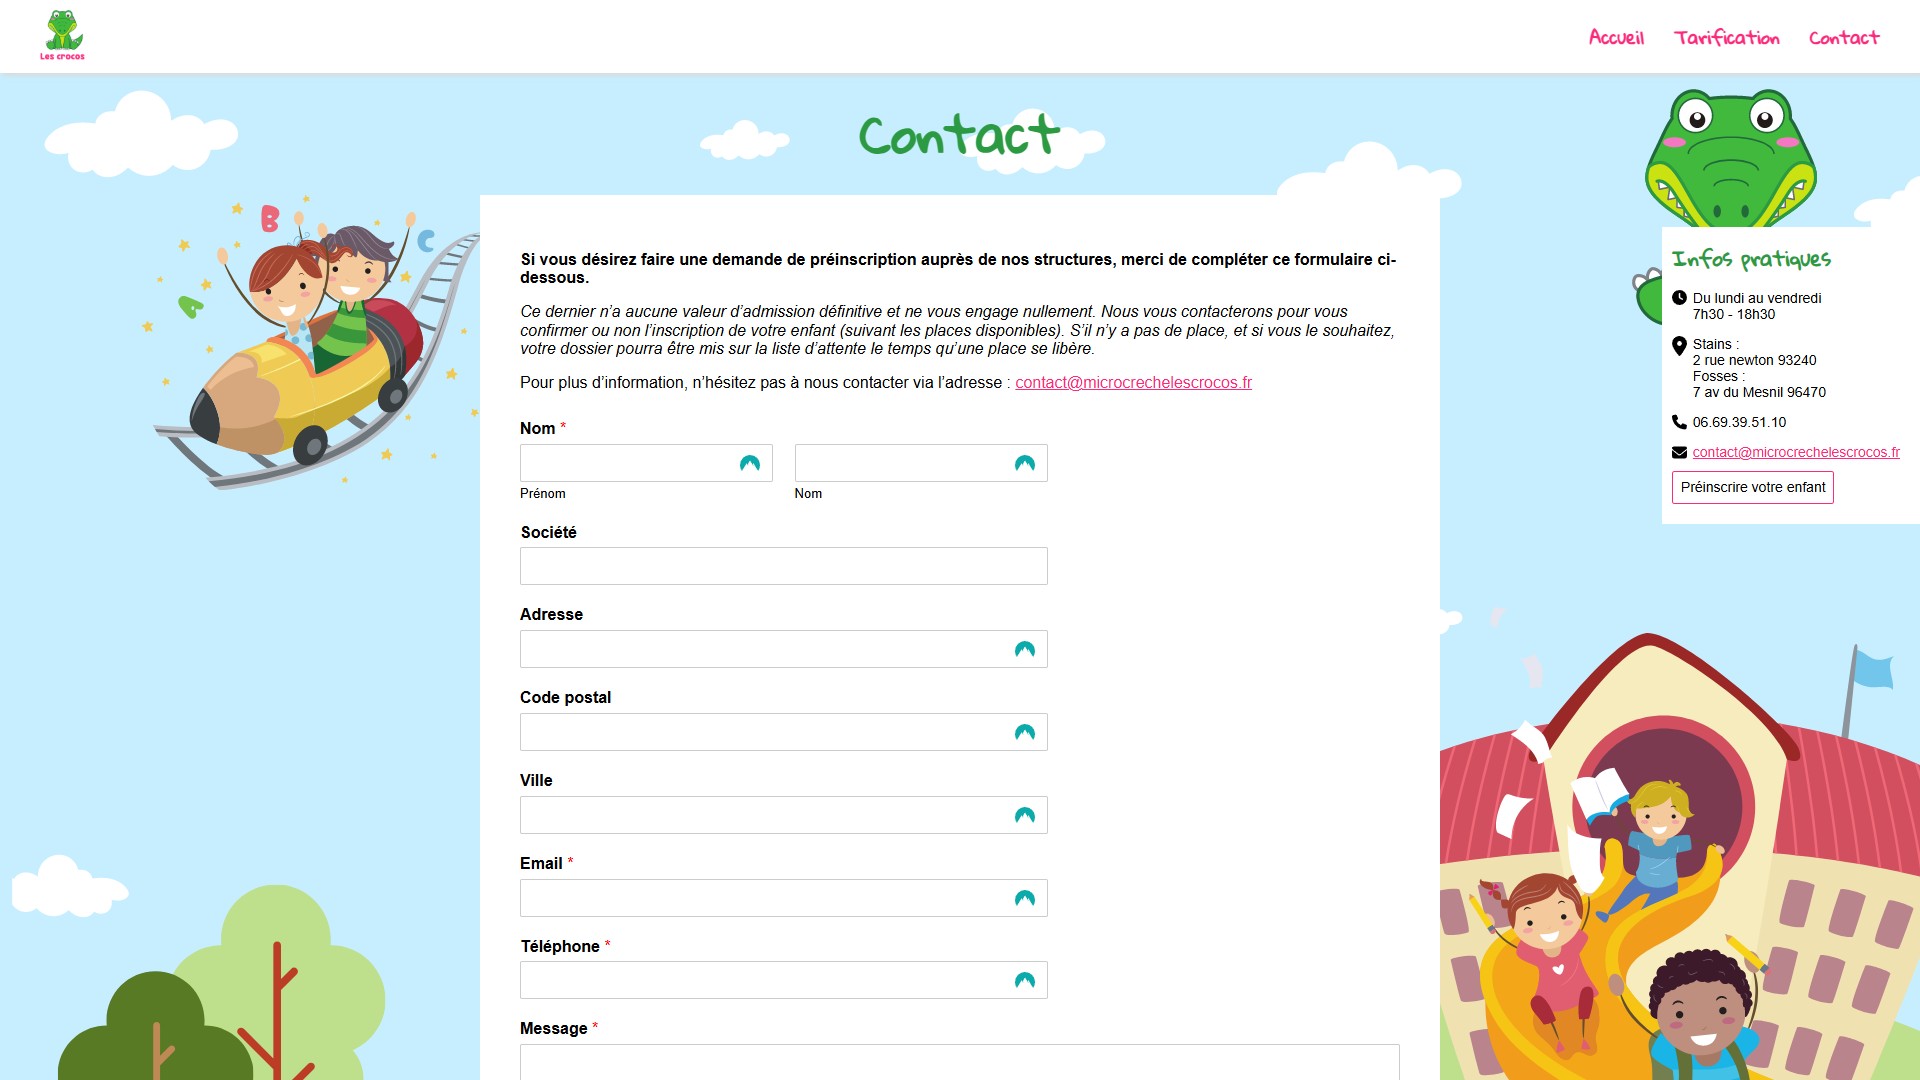 Les crocos
Accueil
Tarification
Contact
Contact
A
B
C
Si vous désirez faire une demande de préinscription auprès de nos structures, merci de compléter ce formulaire ci-
dessous.
Ce dernier n’a aucune valeur d’admission définitive et ne vous engage nullement. Nous vous contacterons pour vous
confirmer ou non l’inscription de votre enfant (suivant les places disponibles). S’il n’y a pas de place, et si vous le souhaitez,
votre dossier pourra être mis sur la liste d’attente le temps qu’une place se libère.
Pour plus d’information, n’hésitez pas à nous contacter via l’adresse : contact@microcrechelescrocos.fr
Nom *
Prénom
Nom
Société
Adresse
Code postal
Ville
Email *
Téléphone *
Message *
Infos pratiques
Du lundi au vendredi
7h30 - 18h30
Stains :
2 rue newton 93240
Fosses :
7 av du Mesnil 96470
06.69.39.51.10
contact@microcrechelescrocos.fr
Préinscrire votre enfant